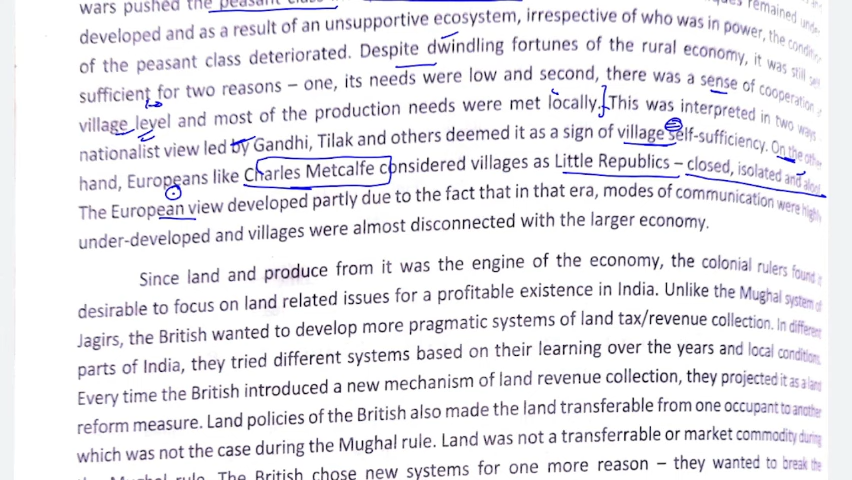 wars pushed the peasant class
developed and as a result of an unsupportive ecosystem, irrespective of who was in power, the
of the peasant class deteriorated. Despite dwindling fortunes of the rural economy, it was still
sufficient for two reasons – one, its needs were low and second, there was a sense of cooperation
village level and most of the production needs were met locally. This was interpreted in two ways
nationalist view led by Gandhi, Tilak and others deemed it as a sign of village self-sufficiency. On the other
hand, Europeans like Charles Metcalfe considered villages as Little Republics – closed, isolated and
The European view developed partly due to the fact that in that era, modes of communication were highly
under-developed and villages were almost disconnected with the larger economy.
Since land and produce from it was the engine of the economy, the colonial rulers found it
desirable to focus on land related issues for a profitable existence in India. Unlike the Mughal system of
Jagirs, the British wanted to develop more pragmatic systems of land tax/revenue collection. In different
parts of India, they tried different systems based on their learning over the years and local conditions.
Every time the British introduced a new mechanism of land revenue collection, they projected it as a land
reform measure. Land policies of the British also made the land transferable from one occupant to another
which was not the case during the Mughal rule. Land was not a transferrable or market commodity during
the Mughal rule. The British chose new systems for one more reason – they wanted to break the